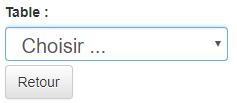 Table :
Choisir ...
Retour